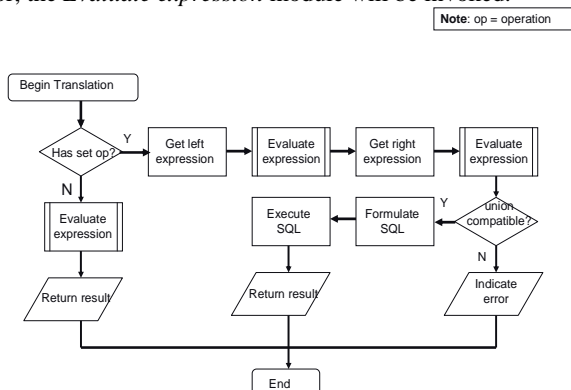 the Evaluate expression module will be invoked.
Note: op = operation
Begin Translation
Has set op?
Y
Get left
expression
Evaluate
expression
Get right
expression
Evaluate
expression
N
Evaluate
expression
Return result
union
compatible?
Y
Formulate
SQL
Execute
SQL
Return result
N
Indicate
error
End